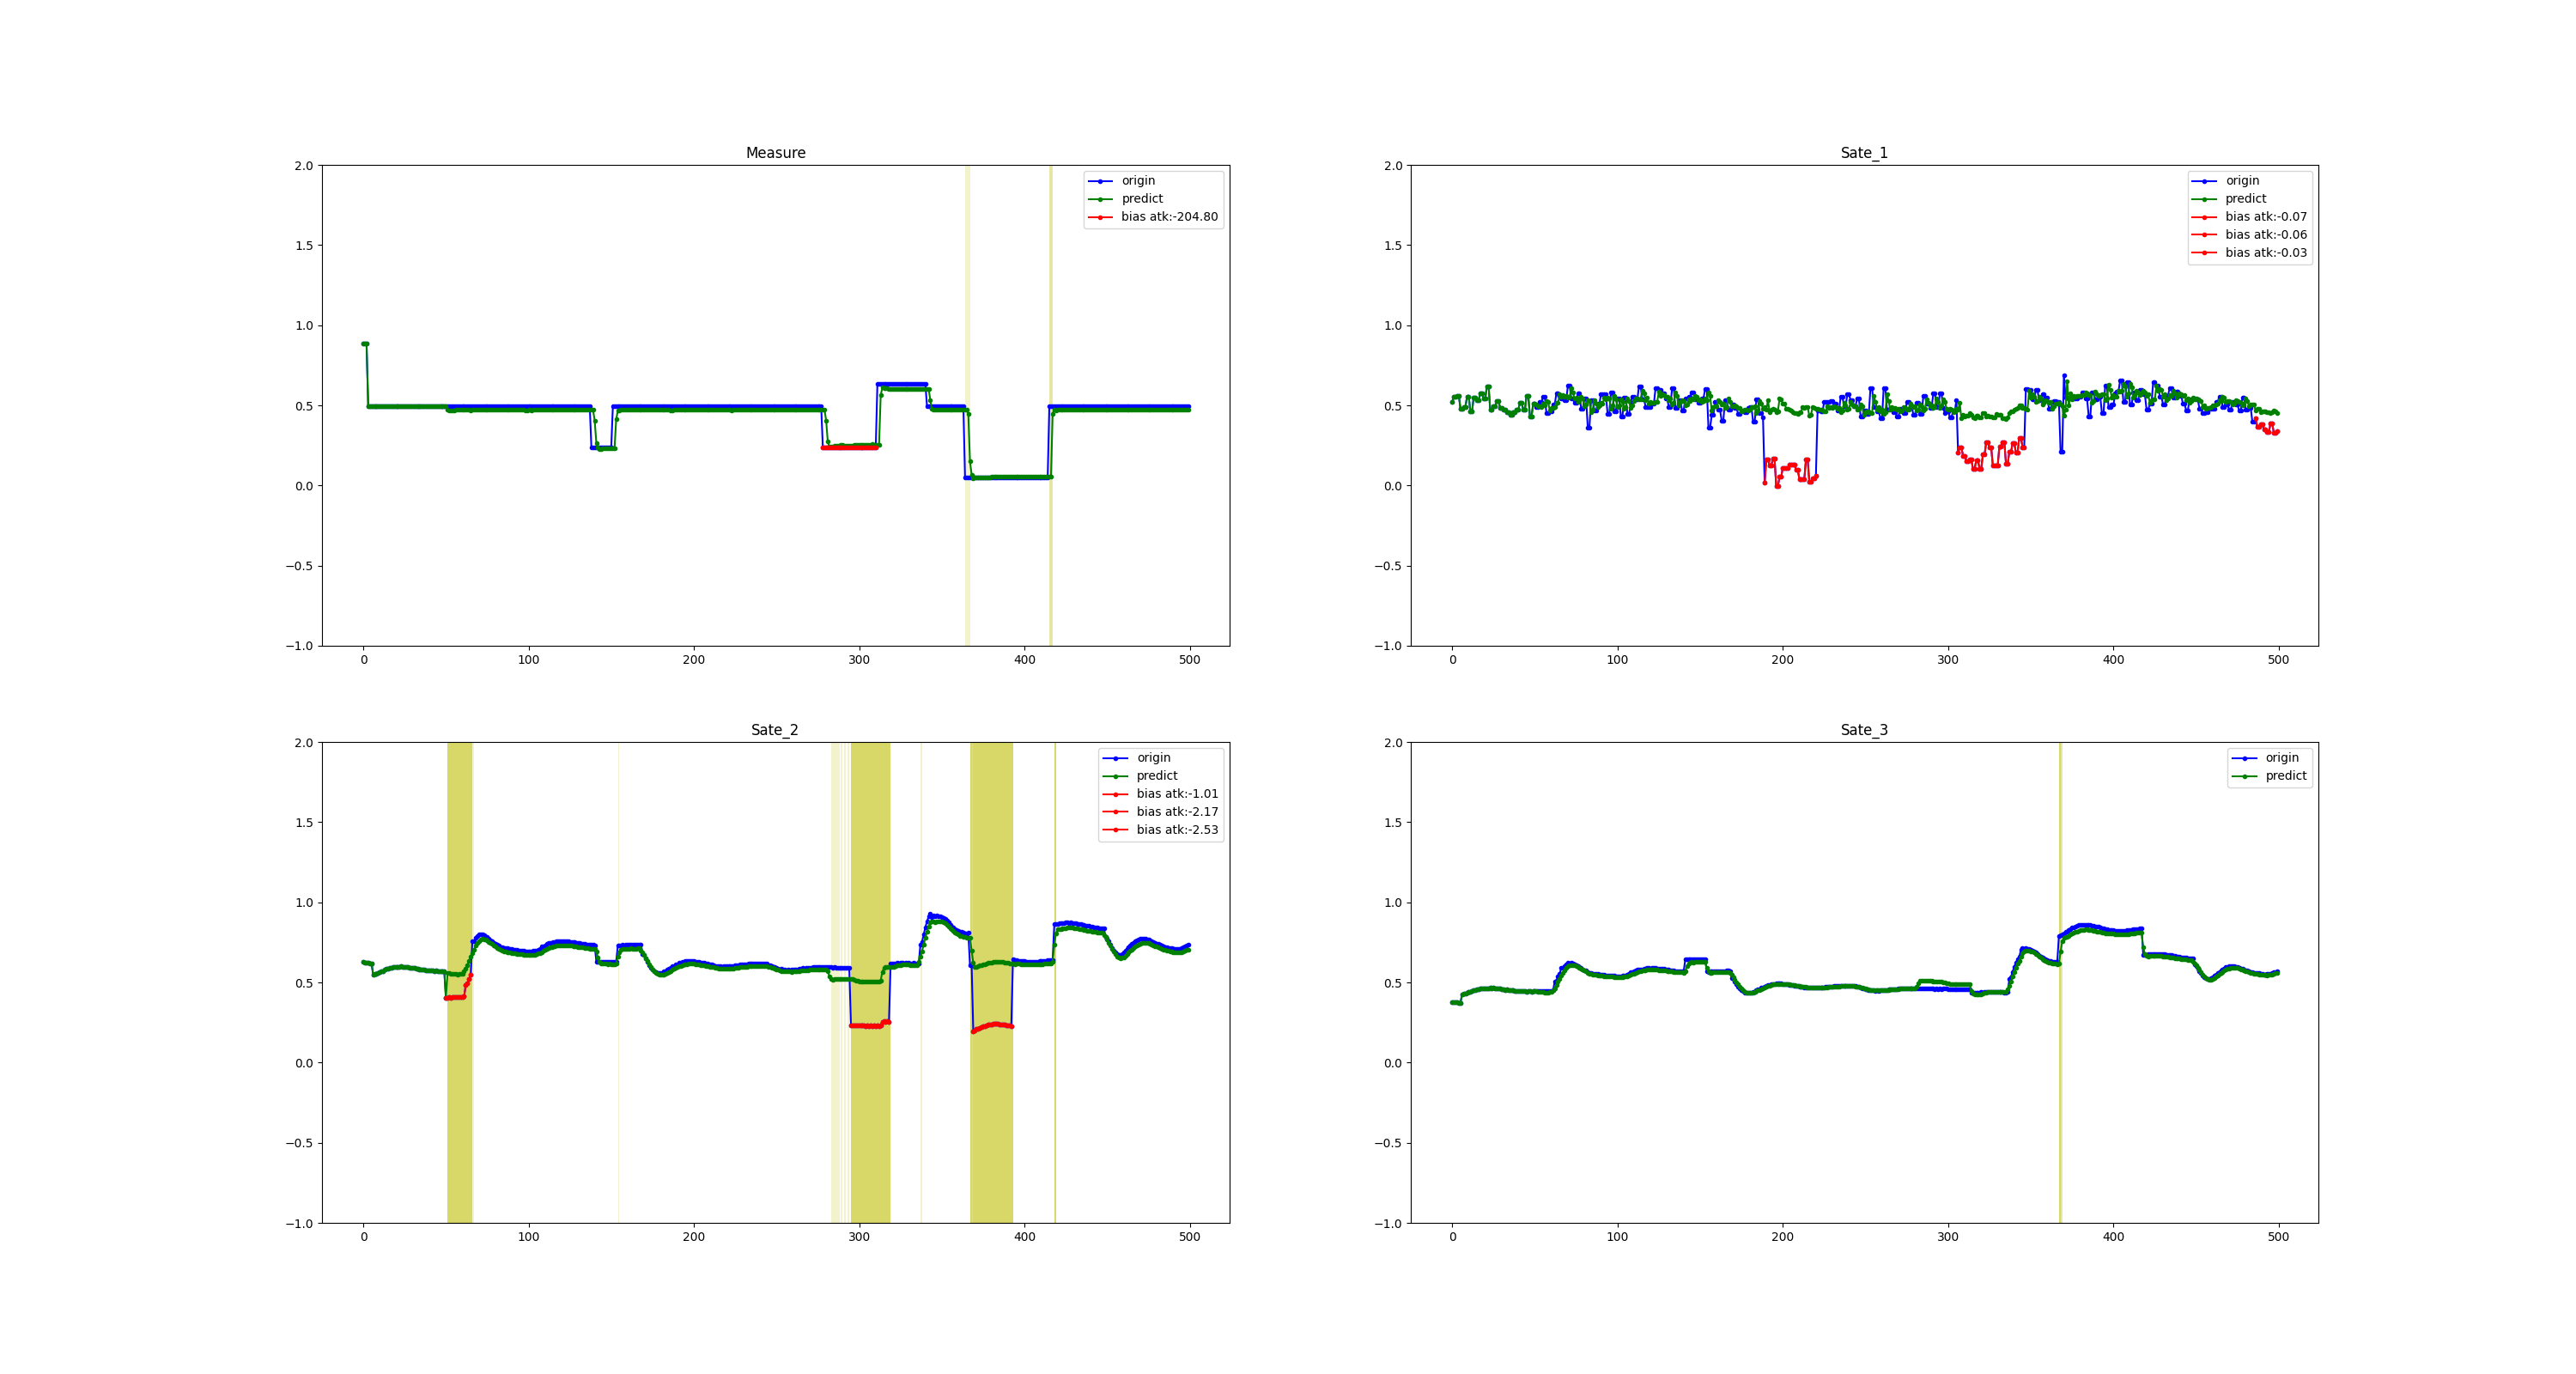 Measure
2.0
1.5
1.0
0.5
0.0
−0.5
−1.0
0 100 200 300 400 500
origin
predict
bias atk:-204.80
Sate_1
2.0
1.5
1.0
0.5
0.0
−0.5
−1.0
0 100 200 300 400 500
origin
predict
bias atk:-0.07
bias atk:-0.06
bias atk:-0.03
Sate_2
2.0
1.5
1.0
0.5
0.0
−0.5
−1.0
0 100 200 300 400 500
origin
predict
bias atk:-1.01
bias atk:-2.17
bias atk:-2.53
Sate_3
2.0
1.5
1.0
0.5
0.0
−0.5
−1.0
0 100 200 300 400 500
origin
predict